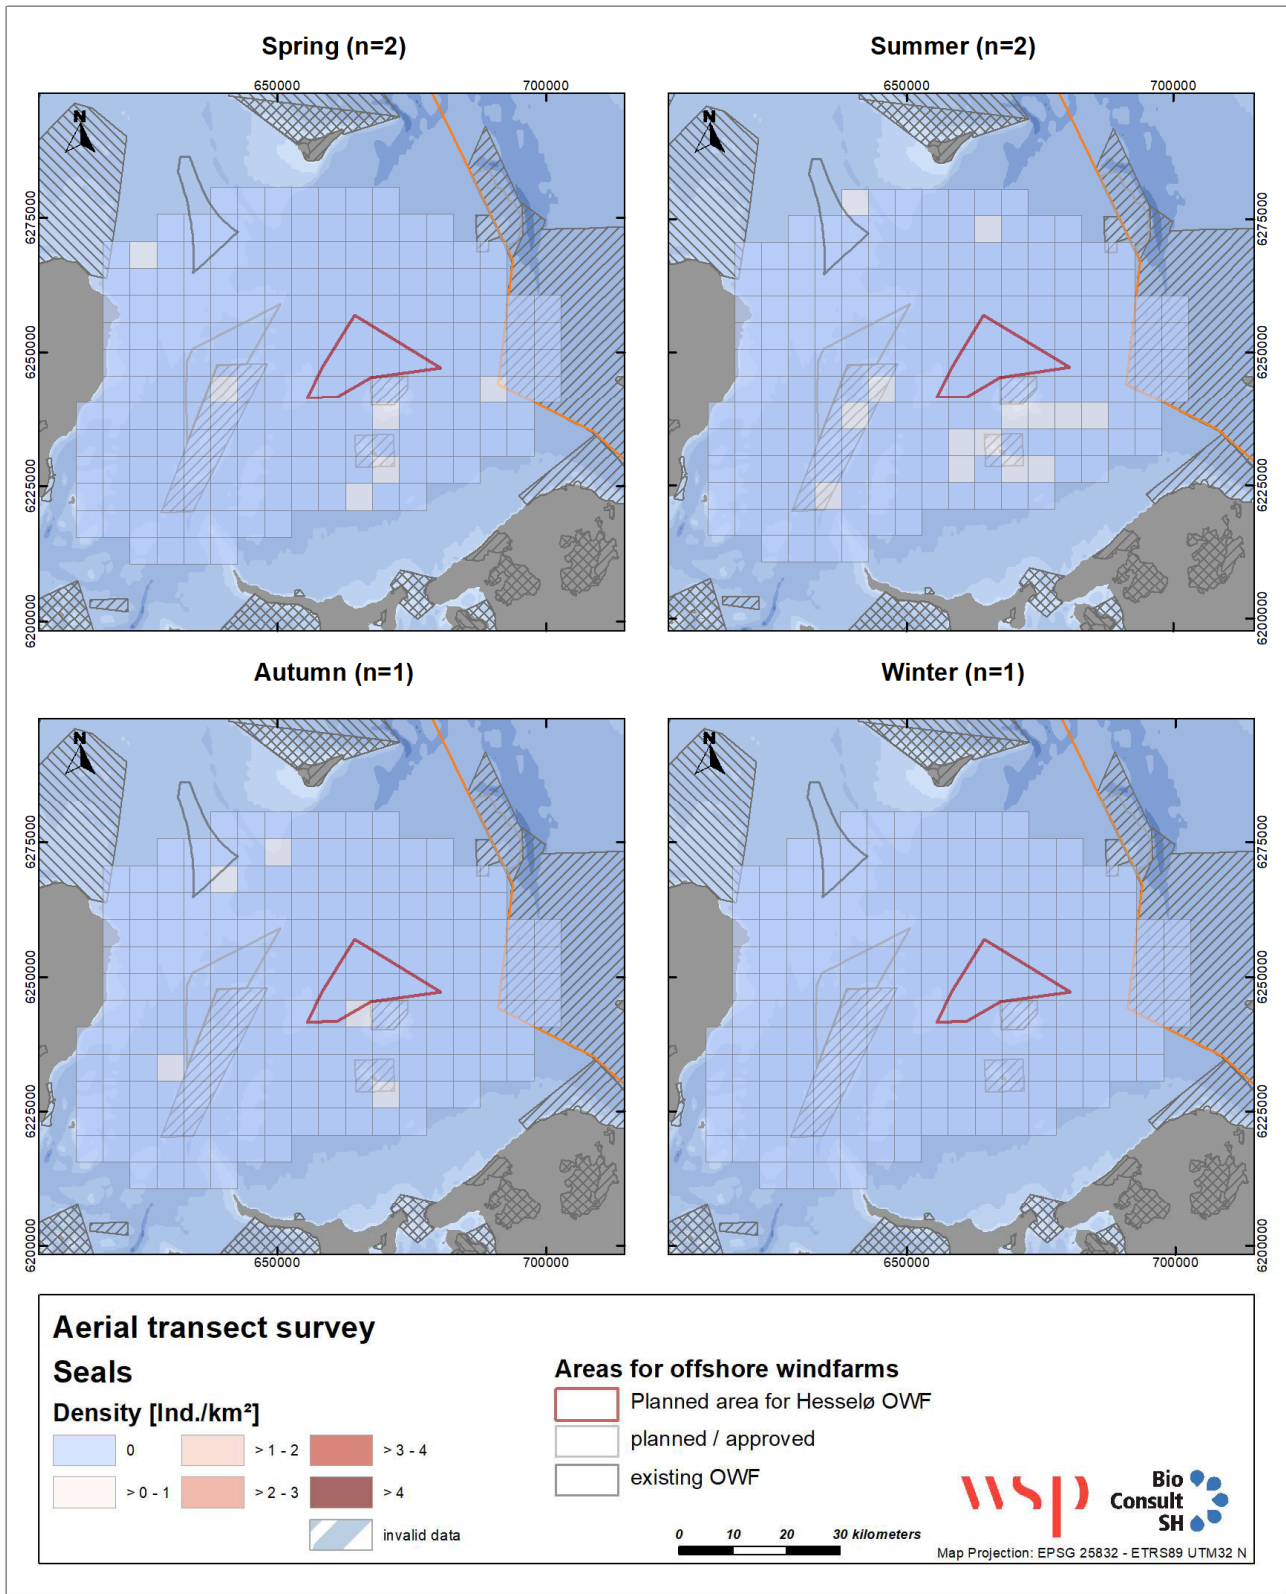 Spring (n=2)
Summer (n=2)
650000
700000
650000
700000
N
N
6275000
6250000
6225000
6200000
6275000
6250000
6225000
6200000
Autumn (n=1)
Winter (n=1)
N
N
6275000
6250000
6225000
6200000
6275000
6250000
6225000
6200000
650000
700000
650000
700000
Aerial transect survey
Seals
Density [Ind./km²]
0
> 1 - 2
> 3 - 4
> 0 - 1
> 2 - 3
> 4
invalid data
Areas for offshore windfarms
Planned area for Hesselø OWF
planned / approved
existing OWF
0 10 20 30 kilometers
wsp
Bio
Consult
SH
Map Projection: EPSG 25832 - ETRS89 UTM32 N